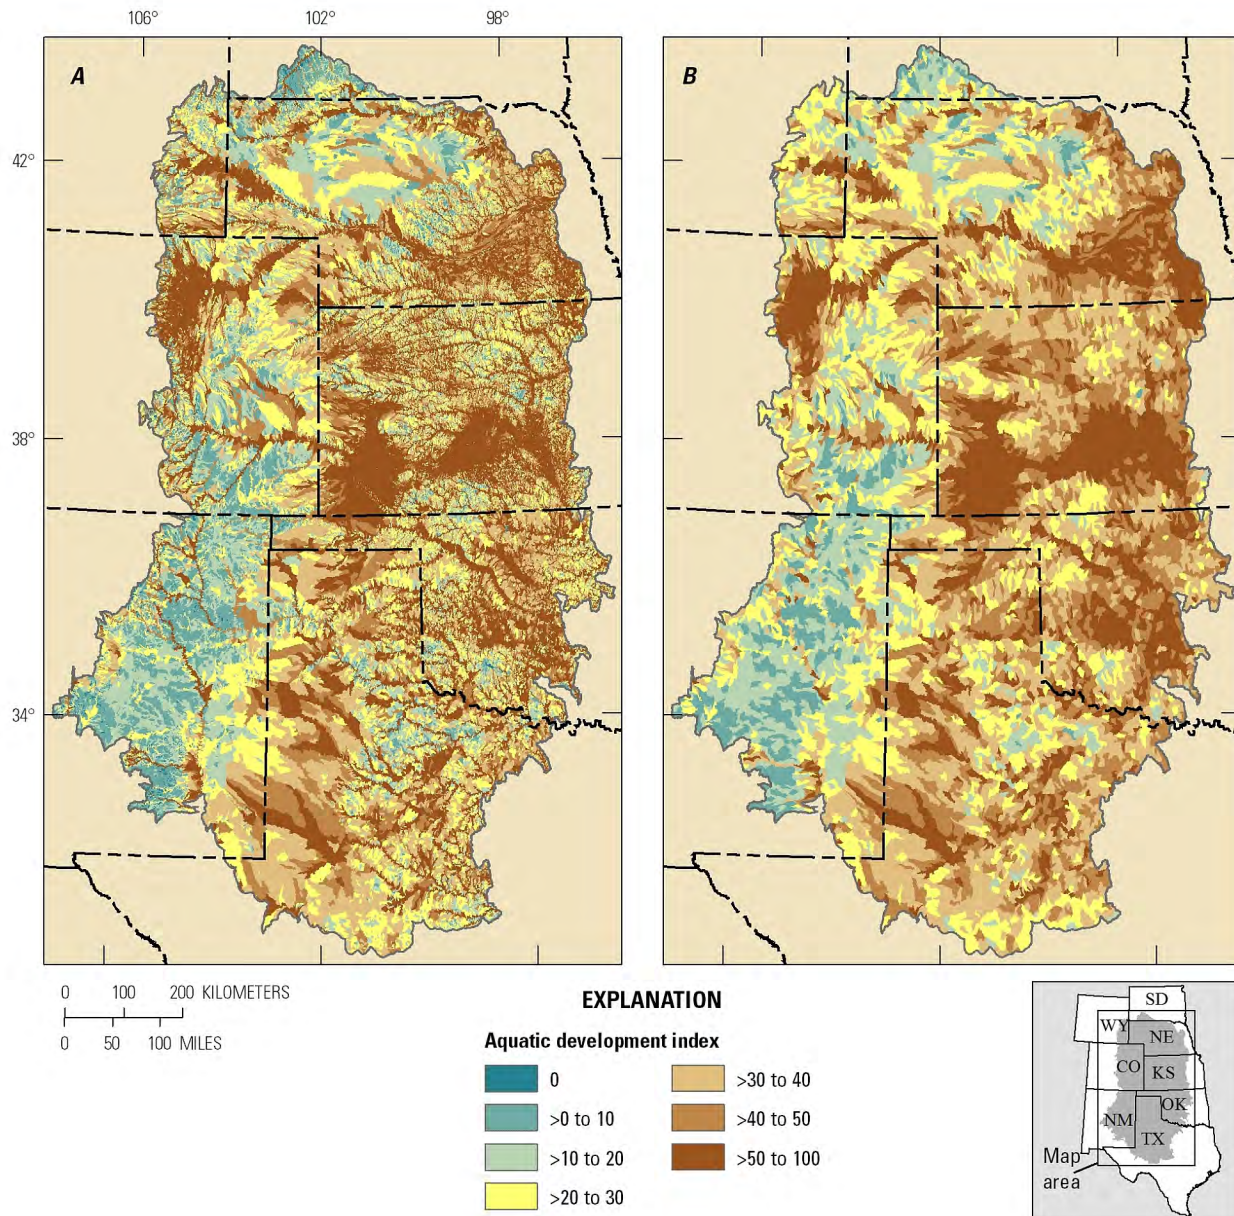 106° 102° 98°
A
B
42°
38°
34°
0 100 200 KILOMETERS
0 50 100 MILES
EXPLANATION
Aquatic development index
0
>0 to 10
>10 to 20
>20 to 30
>30 to 40
>40 to 50
>50 to 100
SD
WY
NE
CO
KS
OK
NM
TX
Map
area